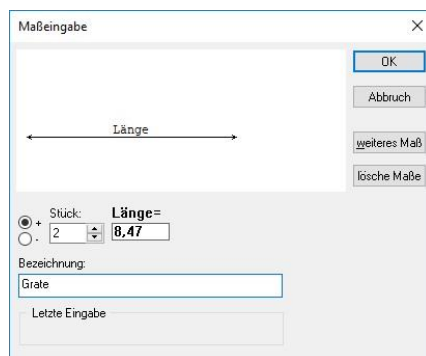 Maßeingabe
OK
Abbruch
Länge
weiteres Maß
lösche Maße
+ Stück: Länge=
- 2 8,47
Bezeichnung:
Grate
Letzte Eingabe